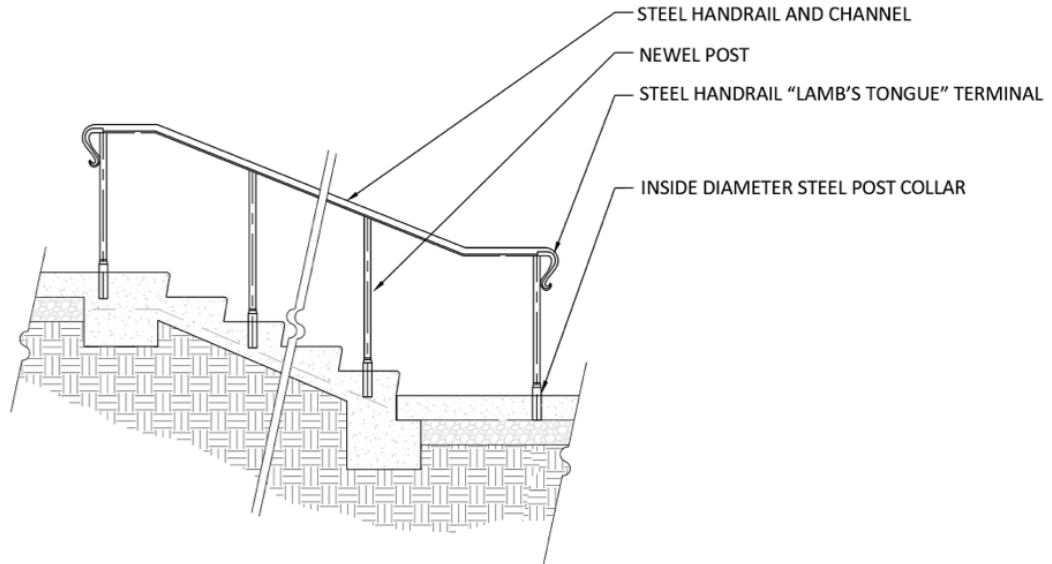 STEEL HANDRAIL AND CHANNEL
NEWEL POST
STEEL HANDRAIL “LAMB’S TONGUE” TERMINAL
INSIDE DIAMETER STEEL POST COLLAR